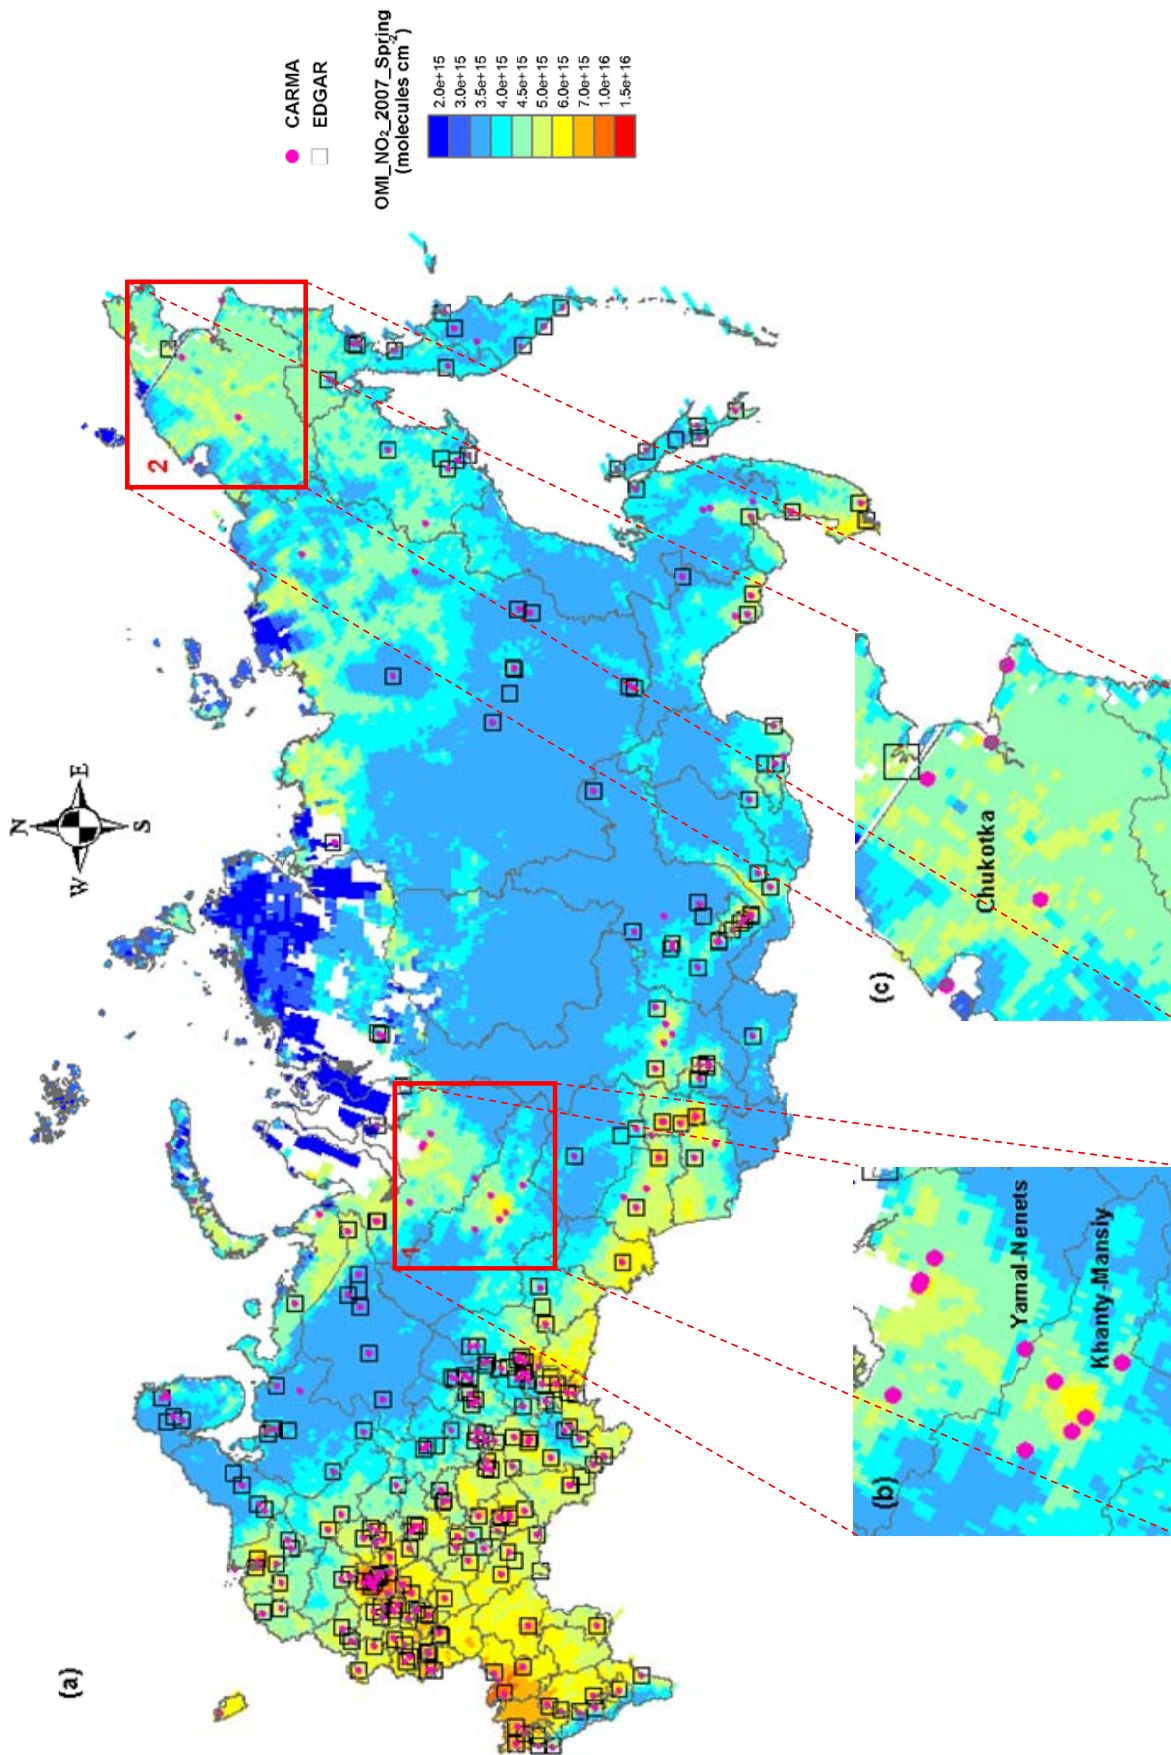 (a)
N
W
E
S
CARMA
EDGAR
OMI_NO₂_2007_Spring
(molecules cm⁻²)
2.0e+15
3.0e+15
3.5e+15
4.0e+15
4.5e+15
5.0e+15
6.0e+15
7.0e+15
1.0e+16
1.5e+16
1
2
(b)
Yamal-Nenets
Khanty-Mansiy
(c)
Chukotka